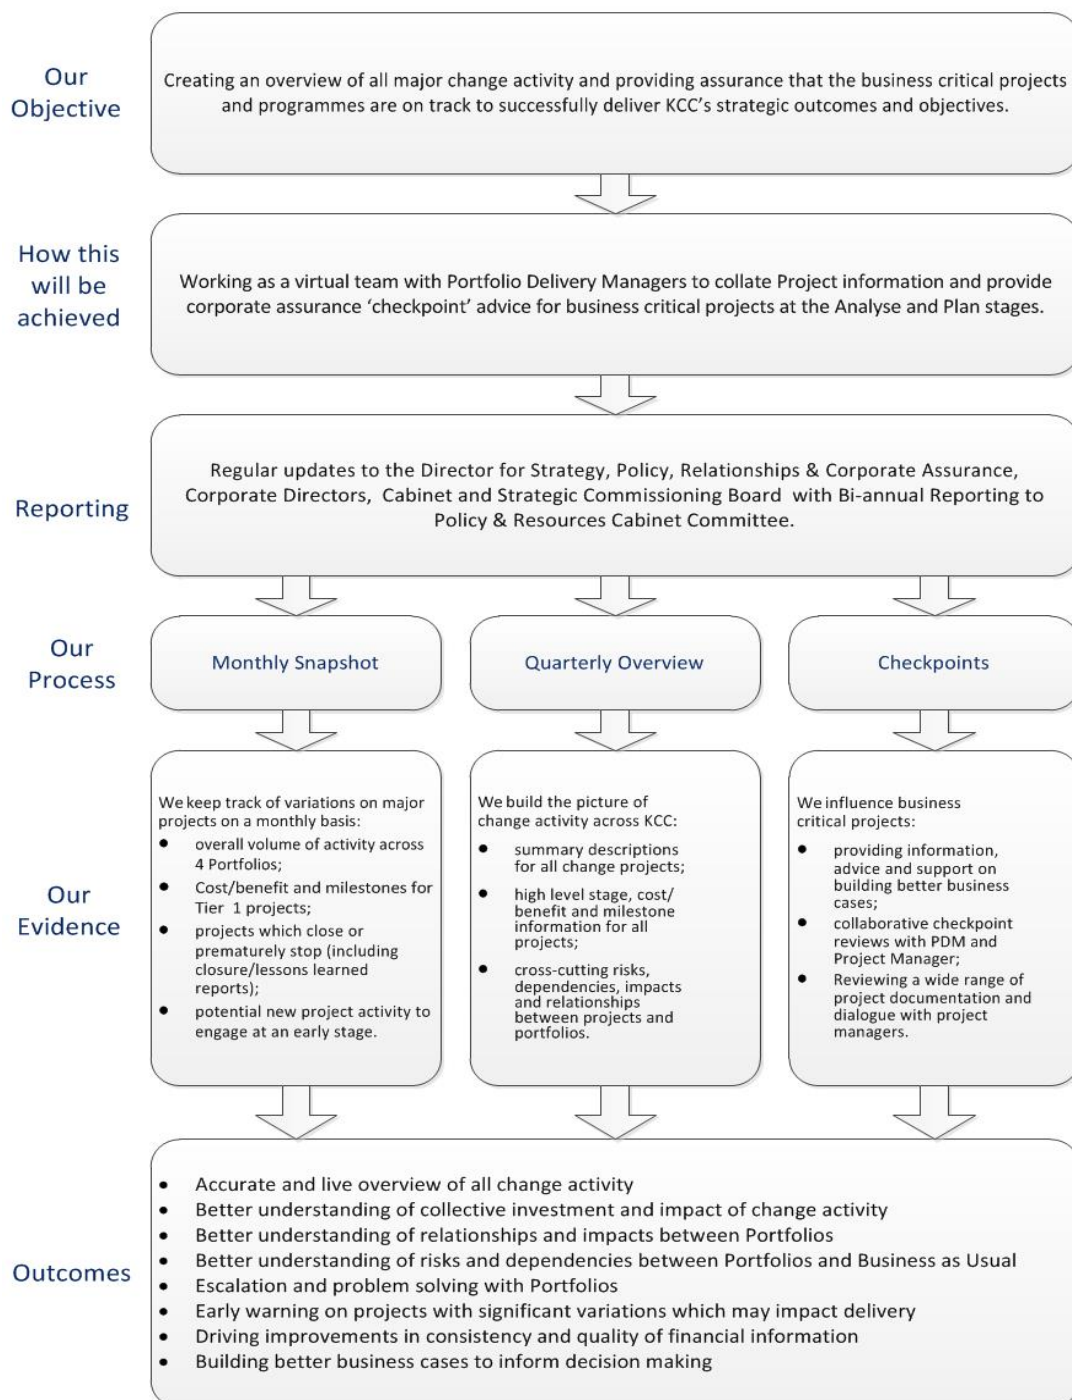 Our
Objective
Creating an overview of all major change activity and providing assurance that the business critical projects
and programmes are on track to successfully deliver KCC's strategic outcomes and objectives.
How this
will be
achieved
Working as a virtual team with Portfolio Delivery Managers to collate Project information and provide
corporate assurance ‘checkpoint’ advice for business critical projects at the Analyse and Plan stages.
Reporting
Regular updates to the Director for Strategy, Policy, Relationships & Corporate Assurance,
Corporate Directors, Cabinet and Strategic Commissioning Board with Bi-annual Reporting to
Policy & Resources Cabinet Committee.
Our
Process
Monthly Snapshot
Quarterly Overview
Checkpoints
Our
Evidence
We keep track of variations on major
projects on a monthly basis:
• overall volume of activity across
4 Portfolios;
• Cost/benefit and milestones for
Tier 1 projects;
• projects which close or
prematurely stop (including
closure/lessons learned
reports);
• potential new project activity to
engage at an early stage.
We build the picture of
change activity across KCC:
• summary descriptions
for all change projects;
• high level stage, cost/
benefit and milestone
information for all
projects;
• cross-cutting risks,
dependencies, impacts
and relationships
between projects and
portfolios.
We influence business
critical projects:
• providing information,
advice and support on
building better business
cases;
• collaborative checkpoint
reviews with PDM and
Project Manager;
• Reviewing a wide range of
project documentation and
dialogue with project
managers.
Outcomes
• Accurate and live overview of all change activity
• Better understanding of collective investment and impact of change activity
• Better understanding of relationships and impacts between Portfolios
• Better understanding of risks and dependencies between Portfolios and Business as Usual
• Escalation and problem solving with Portfolios
• Early warning on projects with significant variations which may impact delivery
• Driving improvements in consistency and quality of financial information
• Building better business cases to inform decision making